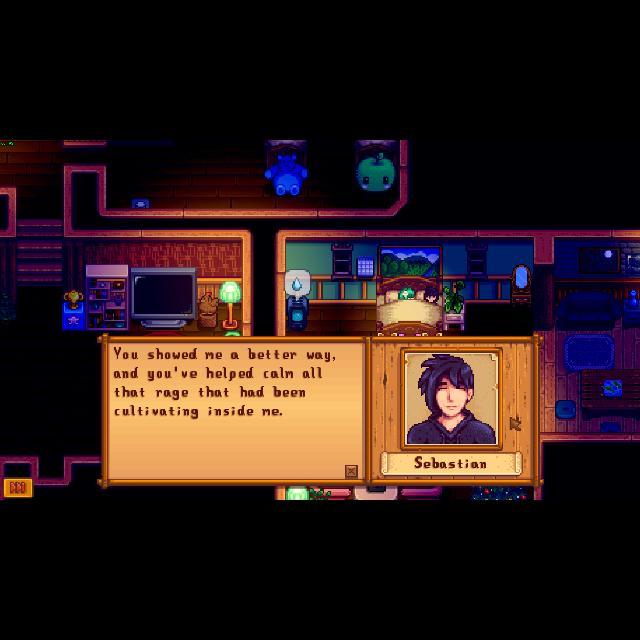 You showed me a better way,
and you've helped calm all
that rage that had been
cultivating inside me.
Sebastian